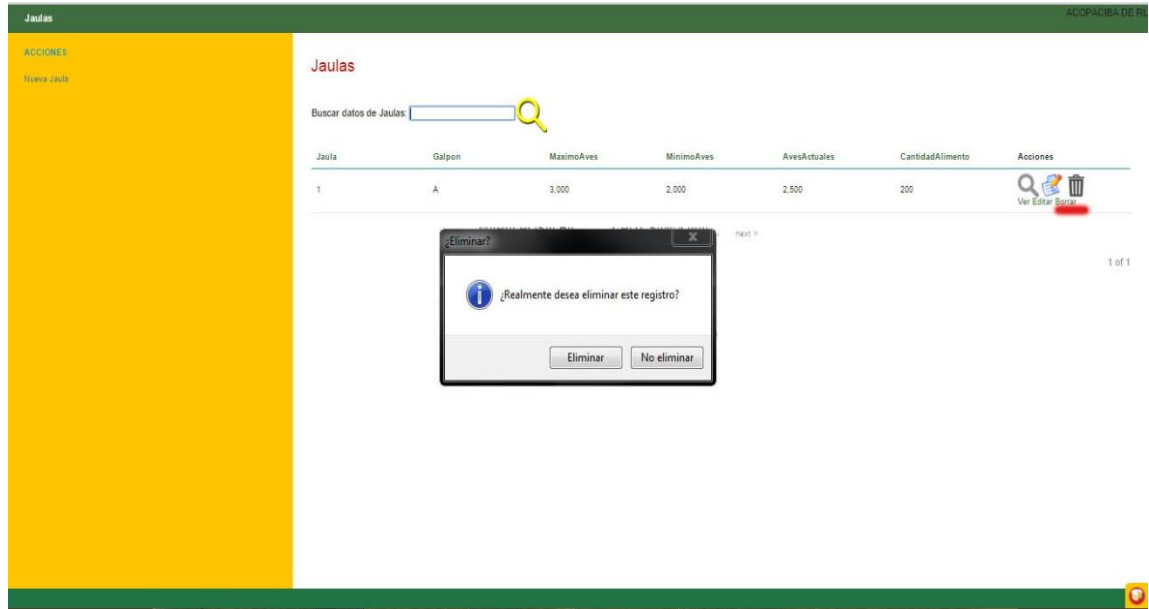 Jaulas
ACOPACIBA DE RL
ACCIONES
Nueva Jaula
Jaulas
Buscar datos de Jaulas:
Jaula Galpon MaximoAves MinimoAves AvesActuales CantidadAlimento Acciones
1 A 3,000 2,000 2,500 200
Ver Editar Borrar
next >
1 of 1
¿Eliminar?
¿Realmente desea eliminar este registro?
Eliminar No eliminar